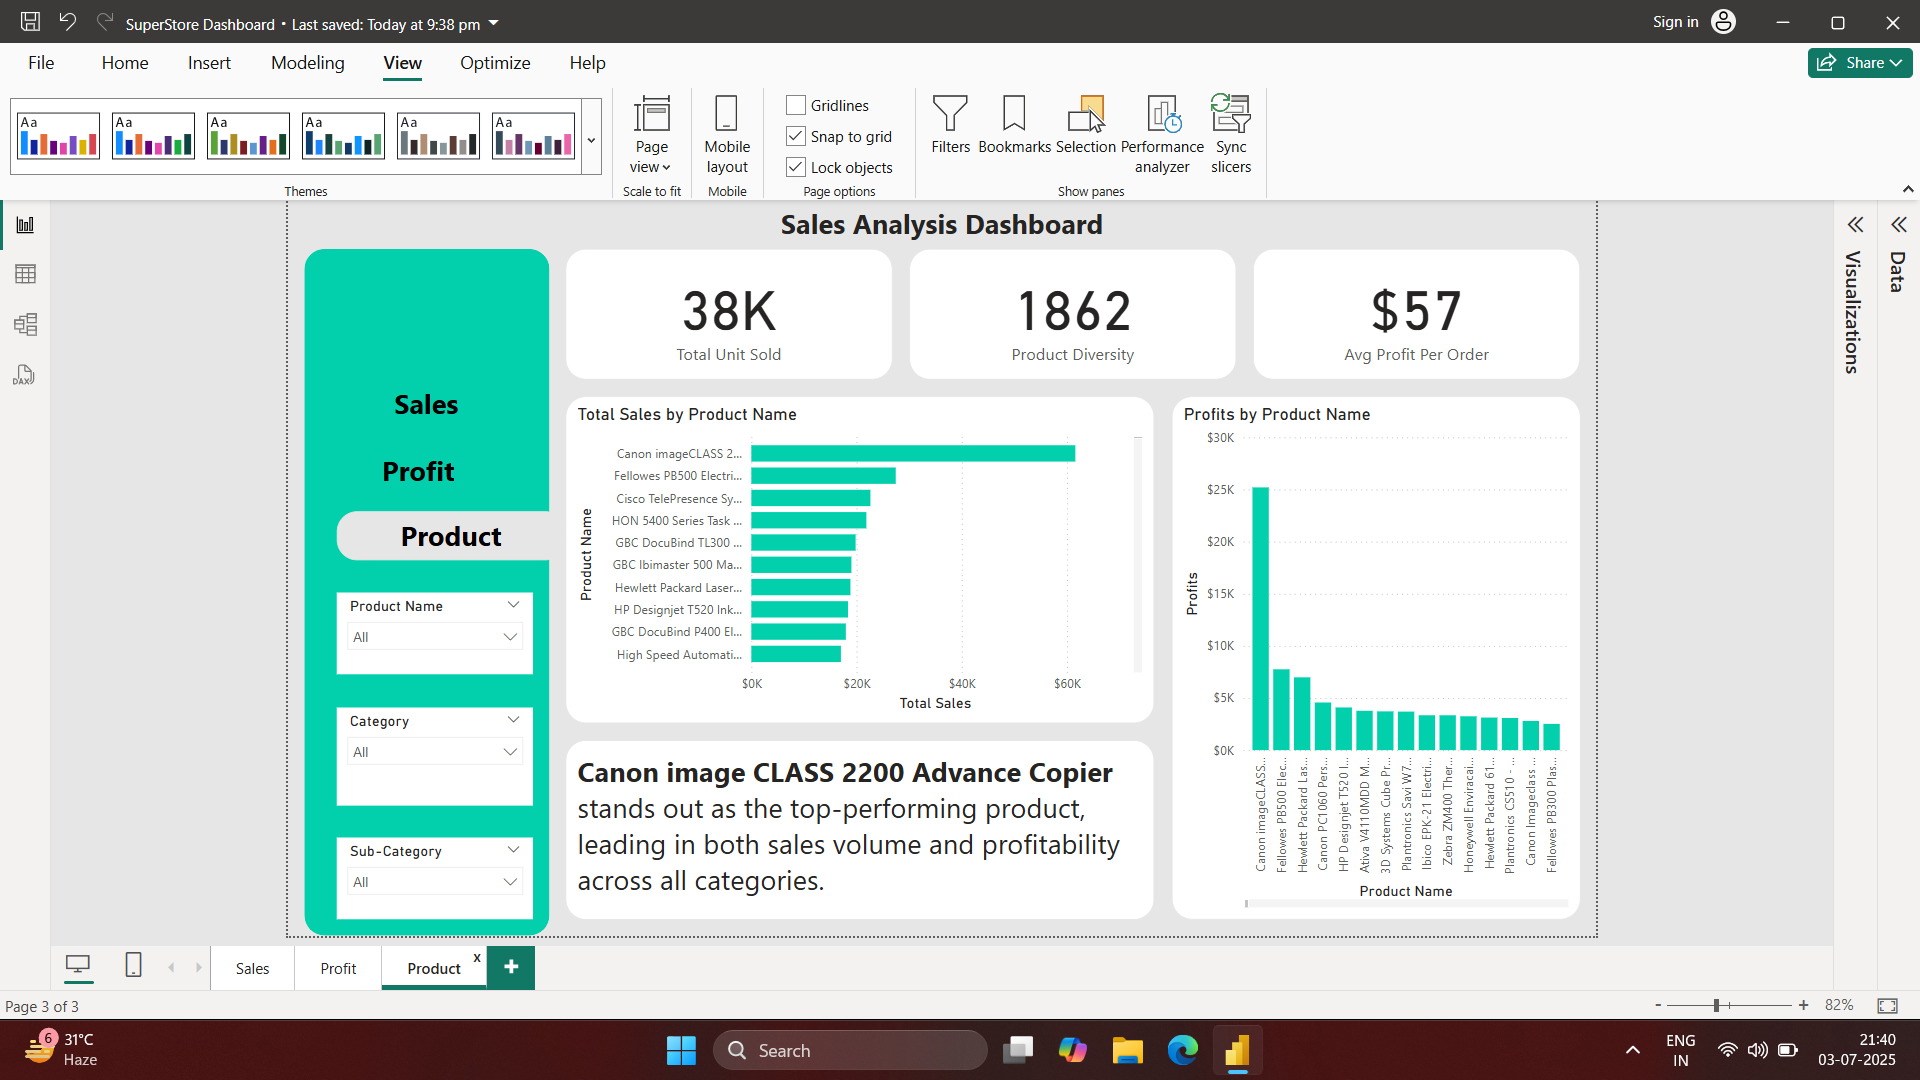 SuperStore Dashboard • Last saved: Today at 9:38 pm
Sign in
File
Home
Insert
Modeling
View
Optimize
Help
Share
Aa
Aa
Aa
Aa
Aa
Aa
Themes
Page
view
Scale to fit
Mobile
layout
Mobile
Gridlines
Snap to grid
Lock objects
Page options
Filters
Bookmarks
Selection
Performance
analyzer
Sync
slicers
Show panes
DAX
Sales Analysis Dashboard
Sales
Profit
Product
Product Name
All
Category
All
Sub-Category
All
38K
Total Unit Sold
1862
Product Diversity
$57
Avg Profit Per Order
Total Sales by Product Name
Product Name
Canon imageCLASS 2...
Fellowes PB500 Electri...
Cisco TelePresence Sy...
HON 5400 Series Task ...
GBC DocuBind TL300 ...
GBC Ibimaster 500 Ma...
Hewlett Packard Laser...
HP Designjet T520 Ink...
GBC DocuBind P400 El...
High Speed Automati...
$0K
$20K
$40K
$60K
Total Sales
Canon image CLASS 2200 Advance Copier
stands out as the top-performing product,
leading in both sales volume and profitability
across all categories.
Profits by Product Name
Profits
$30K
$25K
$20K
$15K
$10K
$5K
$0K
Canon imageCLASS...
Fellowes PB500 Elec...
Hewlett Packard Las...
Canon PC1060 Pers...
HP Designjet T520 I...
Ativa V4110MDD M...
3D Systems Cube Pr...
Plantronics Savi W7...
Ibico EPK-21 Electri...
Zebra ZM400 Ther...
Honeywell Enviracai...
Hewlett Packard 61...
Plantronics CS510 - ...
Canon Imageclass ...
Fellowes PB300 Plas...
Product Name
Visualizations
Data
Sales
Profit
Product
x
+
Page 3 of 3
-
+
82%
6
31°C
Haze
Search
ENG
IN
21:40
03-07-2025